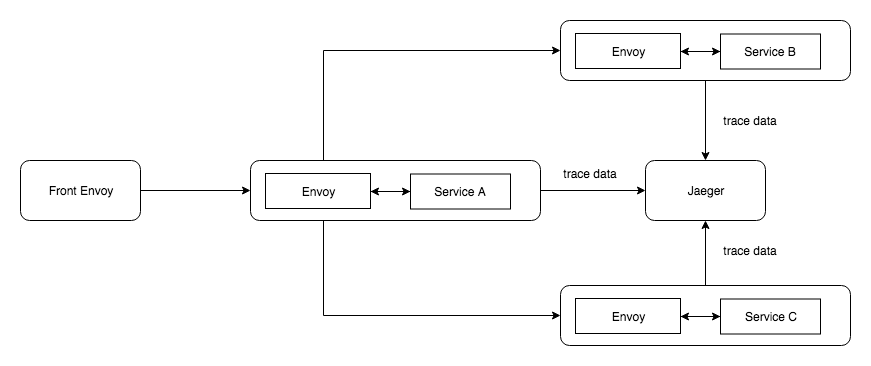 Envoy
Service B
trace data
Front Envoy
Envoy
Service A
trace data
Jaeger
trace data
Envoy
Service C